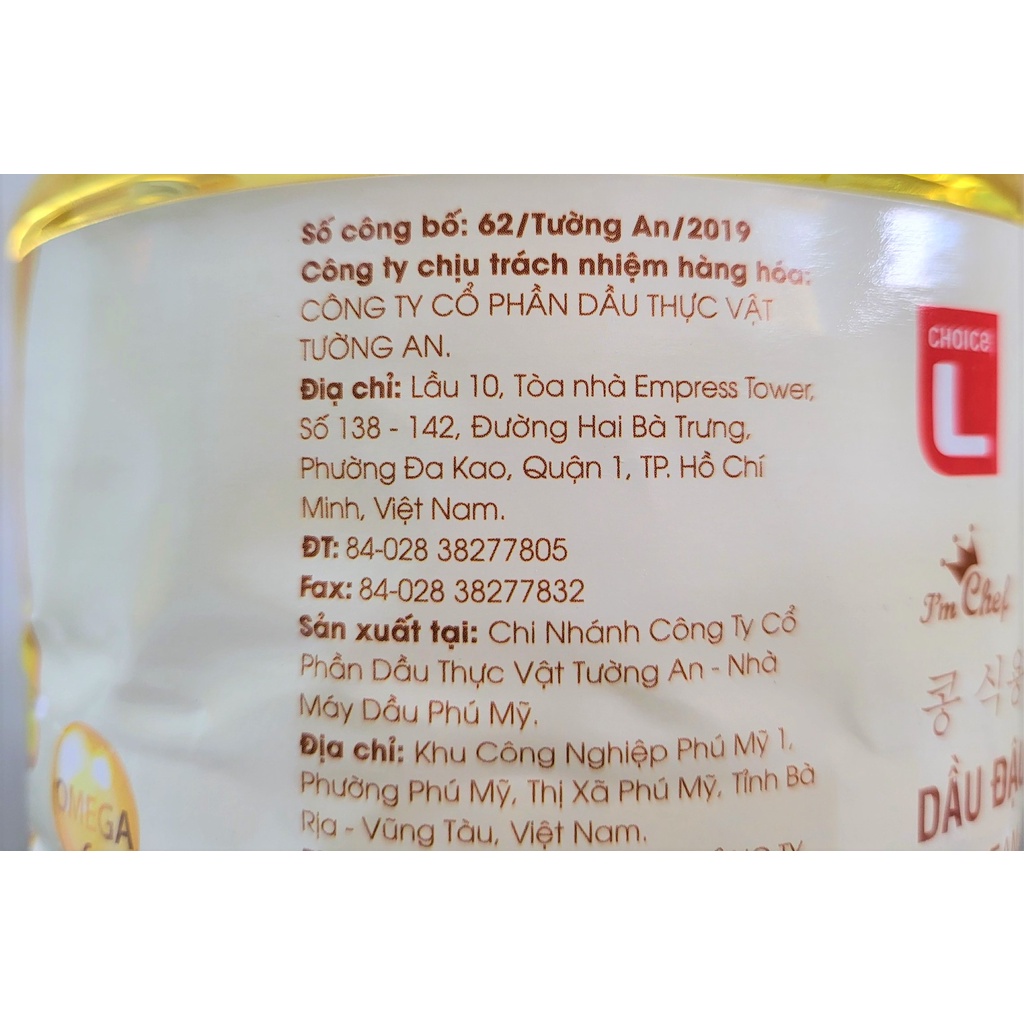 Số công bố: 62/Tường An/2019
Công ty chịu trách nhiệm hàng hóa:
CÔNG TY CỔ PHẦN DẦU THỰC VẬT
TƯỜNG AN.
Địa chỉ: Lầu 10, Tòa nhà Empress Tower,
Số 138 - 142, Đường Hai Bà Trưng,
Phường Đa Kao, Quận 1, TP. Hồ Chí
Minh, Việt Nam.
ĐT: 84-028 38277805
Fax: 84-028 38277832
Sản xuất tại: Chi Nhánh Công Ty Cổ
Phần Dầu Thực Vật Tường An - Nhà
Máy Dầu Phú Mỹ.
Địa chỉ: Khu Công Nghiệp Phú Mỹ 1,
Phường Phú Mỹ, Thị Xã Phú Mỹ, Tỉnh Bà
Rịa - Vũng Tàu, Việt Nam.
OMEGA
CHOICE
L
I'm Chef
콩 식용
DẦU ĐẬU